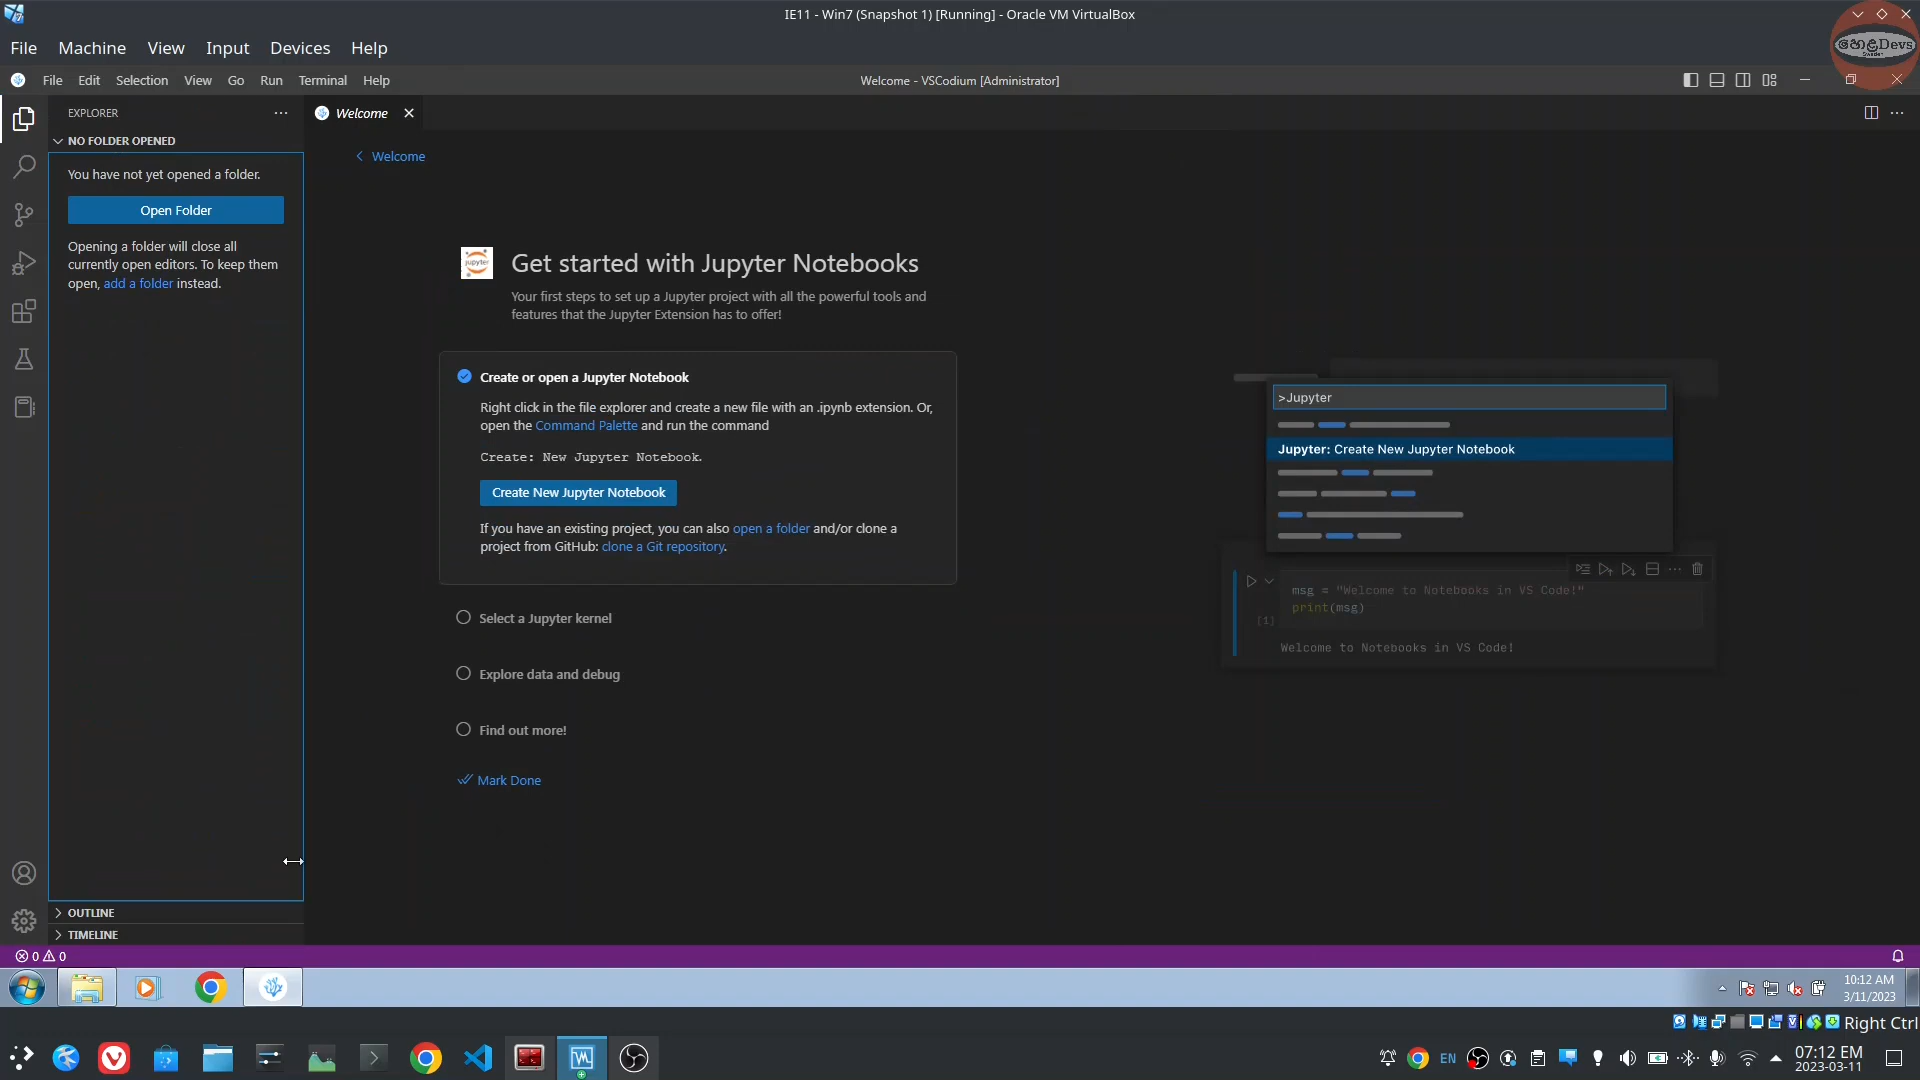 IE11 - Win7 (Snapshot 1) [Running] - Oracle VM VirtualBox
File Machine View Input Devices Help
File Edit Selection View Go Run Terminal Help
Welcome - VSCodium [Administrator]
EXPLORER
Welcome
NO FOLDER OPENED
You have not yet opened a folder.
Open Folder
Opening a folder will close all
currently open editors. To keep them
open, add a folder instead.
OUTLINE
TIMELINE
Welcome
jupyter
Get started with Jupyter Notebooks
Your first steps to set up a Jupyter project with all the powerful tools and
features that the Jupyter Extension has to offer!
Create or open a Jupyter Notebook
Right click in the file explorer and create a new file with an .ipynb extension. Or,
open the Command Palette and run the command
Create: New Jupyter Notebook.
Create New Jupyter Notebook
If you have an existing project, you can also open a folder and/or clone a
project from GitHub: clone a Git repository.
Select a Jupyter kernel
Explore data and debug
Find out more!
Mark Done
>Jupyter
Jupyter: Create New Jupyter Notebook
msg = "Welcome to Notebooks in VS Code!"
print(msg)
[1]
Welcome to Notebooks in VS Code!
0 0
10:12 AM
3/11/2023
Right Ctrl
EN
07:12 EM
2023-03-11